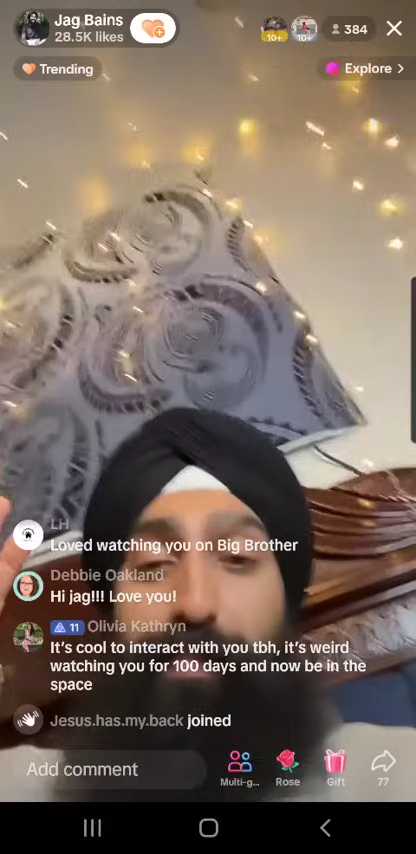 Jag Bains
28.5K likes
10+
10+
384
Trending
Explore >
LH
Loved watching you on Big Brother
Debbie Oakland
Hi jag!!! Love you!
11 Olivia Kathryn
It's cool to interact with you tbh, it's weird
watching you for 100 days and now be in the
space
Jesus.has.my.back joined
Add comment
Multi-g...
Rose
Gift
77